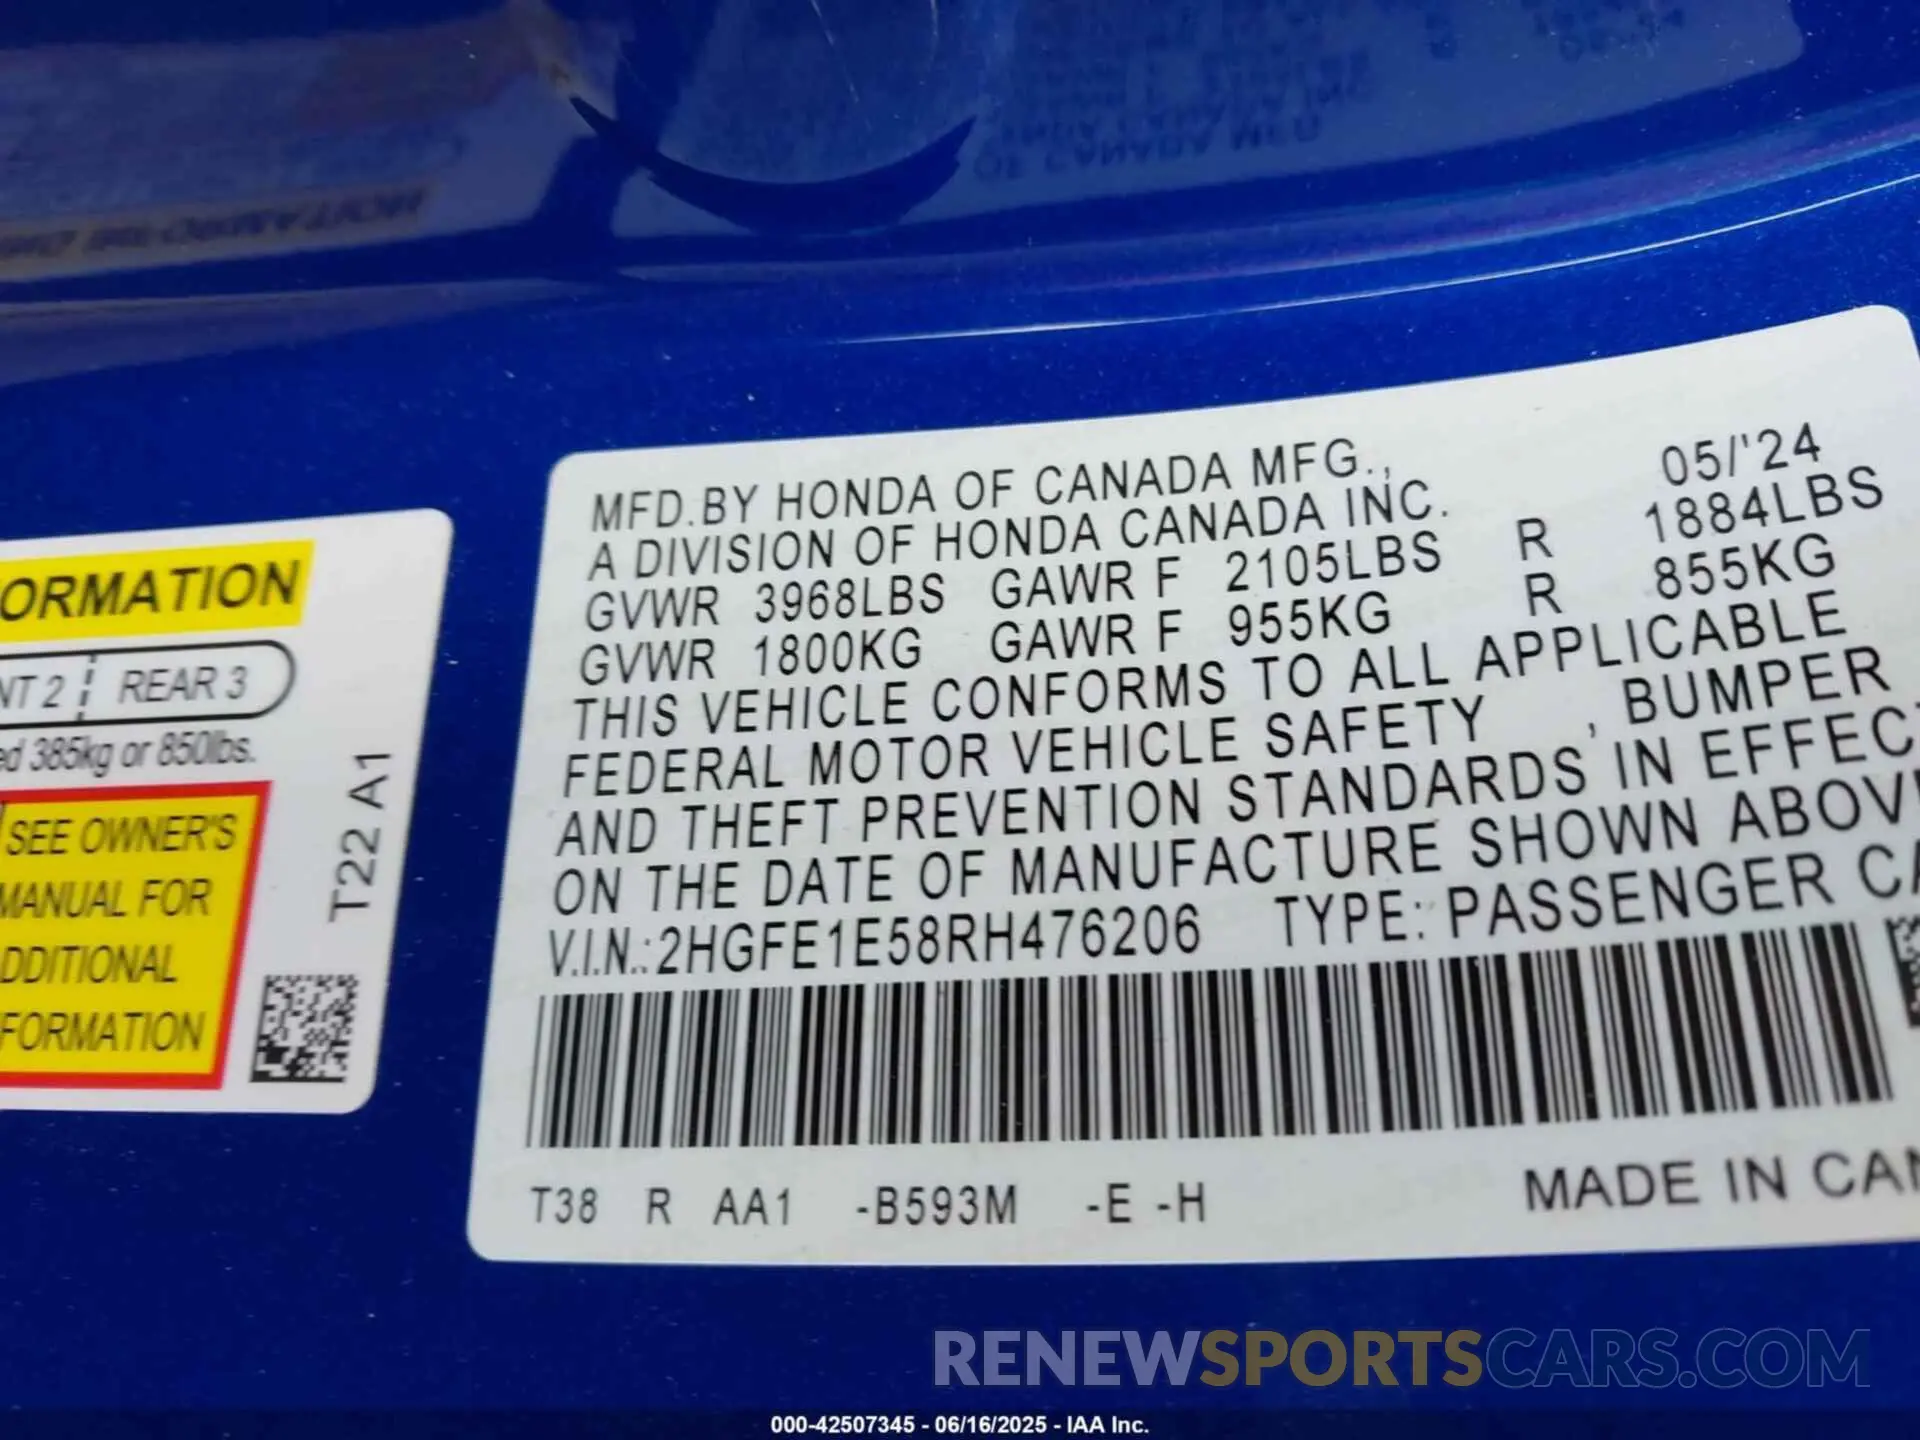 MFD.BY HONDA OF CANADA MFG., 05/'24
A DIVISION OF HONDA CANADA INC.
GVWR 3968LBS GAWR F 2105LBS R 1884LBS
GVWR 1800KG GAWR F 955KG R 855KG
THIS VEHICLE CONFORMS TO ALL APPLICABLE
FEDERAL MOTOR VEHICLE SAFETY , BUMPER
AND THEFT PREVENTION STANDARDS IN EFFECT
ON THE DATE OF MANUFACTURE SHOWN ABOV
V.I.N.:2HGFE1E58RH476206 TYPE: PASSENGER CA
T38 R AA1 -B593M -E -H
MADE IN CAN
ORMATION
NT 2 REAR 3
ed 385kg or 850lbs.
SEE OWNER'S
MANUAL FOR
DDITIONAL
FORMATION
T22 A1
RENEWSPORTSCARS.COM
000-42507345 - 06/16/2025 - IAA Inc.